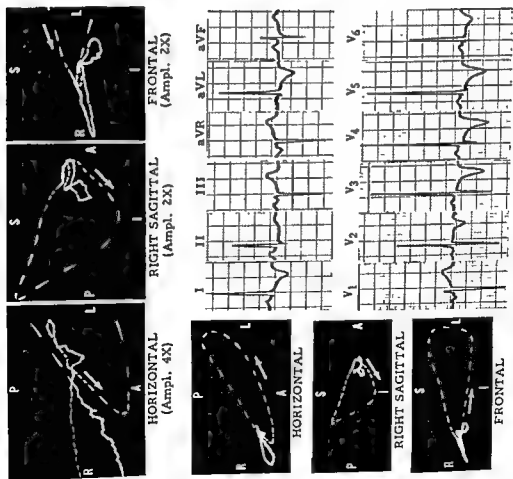 P
R
L
A
HORIZONTAL
(Ampl. 4X)
S
P
A
RIGHT SAGITTAL
(Ampl. 2X)
S
R
L
I
FRONTAL
(Ampl. 2X)
I II III aVR aVL aVF
V1 V2 V3 V4 V5 V6
P
R
L
A
HORIZONTAL
S
P
A
I
RIGHT SAGITTAL
S
R
L
I
FRONTAL